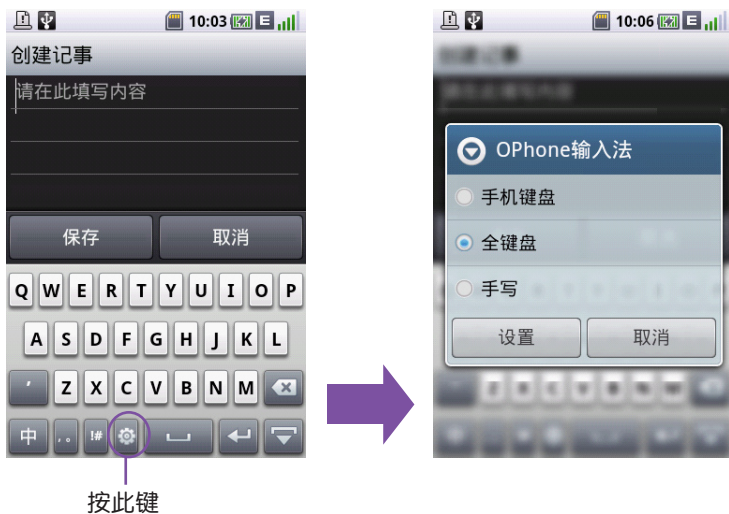 10:03 E
创建记事
请在此填写内容
保存 取消
Q W E R T Y U I O P
A S D F G H J K L
' Z X C V B N M
中 ,。 !#
按此键
10:06 E
创建记事
OPhone输入法
手机键盘
全键盘
手写
设置 取消